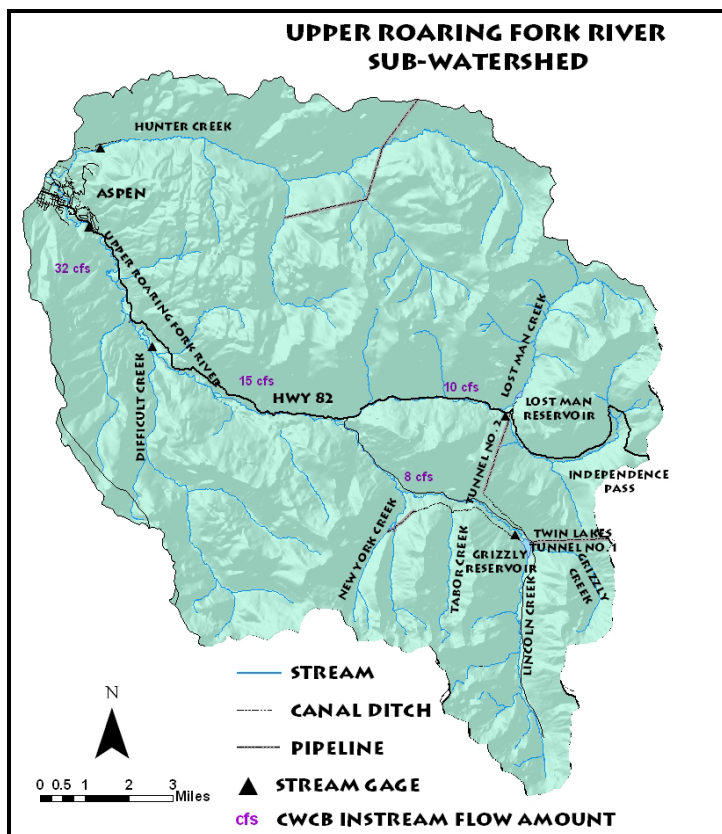 UPPER ROARING FORK RIVER
SUB-WATERSHED
HUNTER CREEK
ASPEN
32 cfs
UPPER ROARING FORK RIVER
DIFFICULT CREEK
15 cfs
HWY 82
10 cfs
LOST MAN CREEK
LOST MAN
RESERVOIR
TUNNEL NO. 2
INDEPENDENCE
PASS
8 cfs
NEW YORK CREEK
TABOR CREEK
GRIZZLY
RESERVOIR
TWIN LAKES
TUNNEL NO. 1
GRIZZLY
CREEK
LINCOLN CREEK
N
0 0.5 1 2 3
Miles
STREAM
CANAL DITCH
PIPELINE
STREAM GAGE
cfs CWCB INSTREAM FLOW AMOUNT